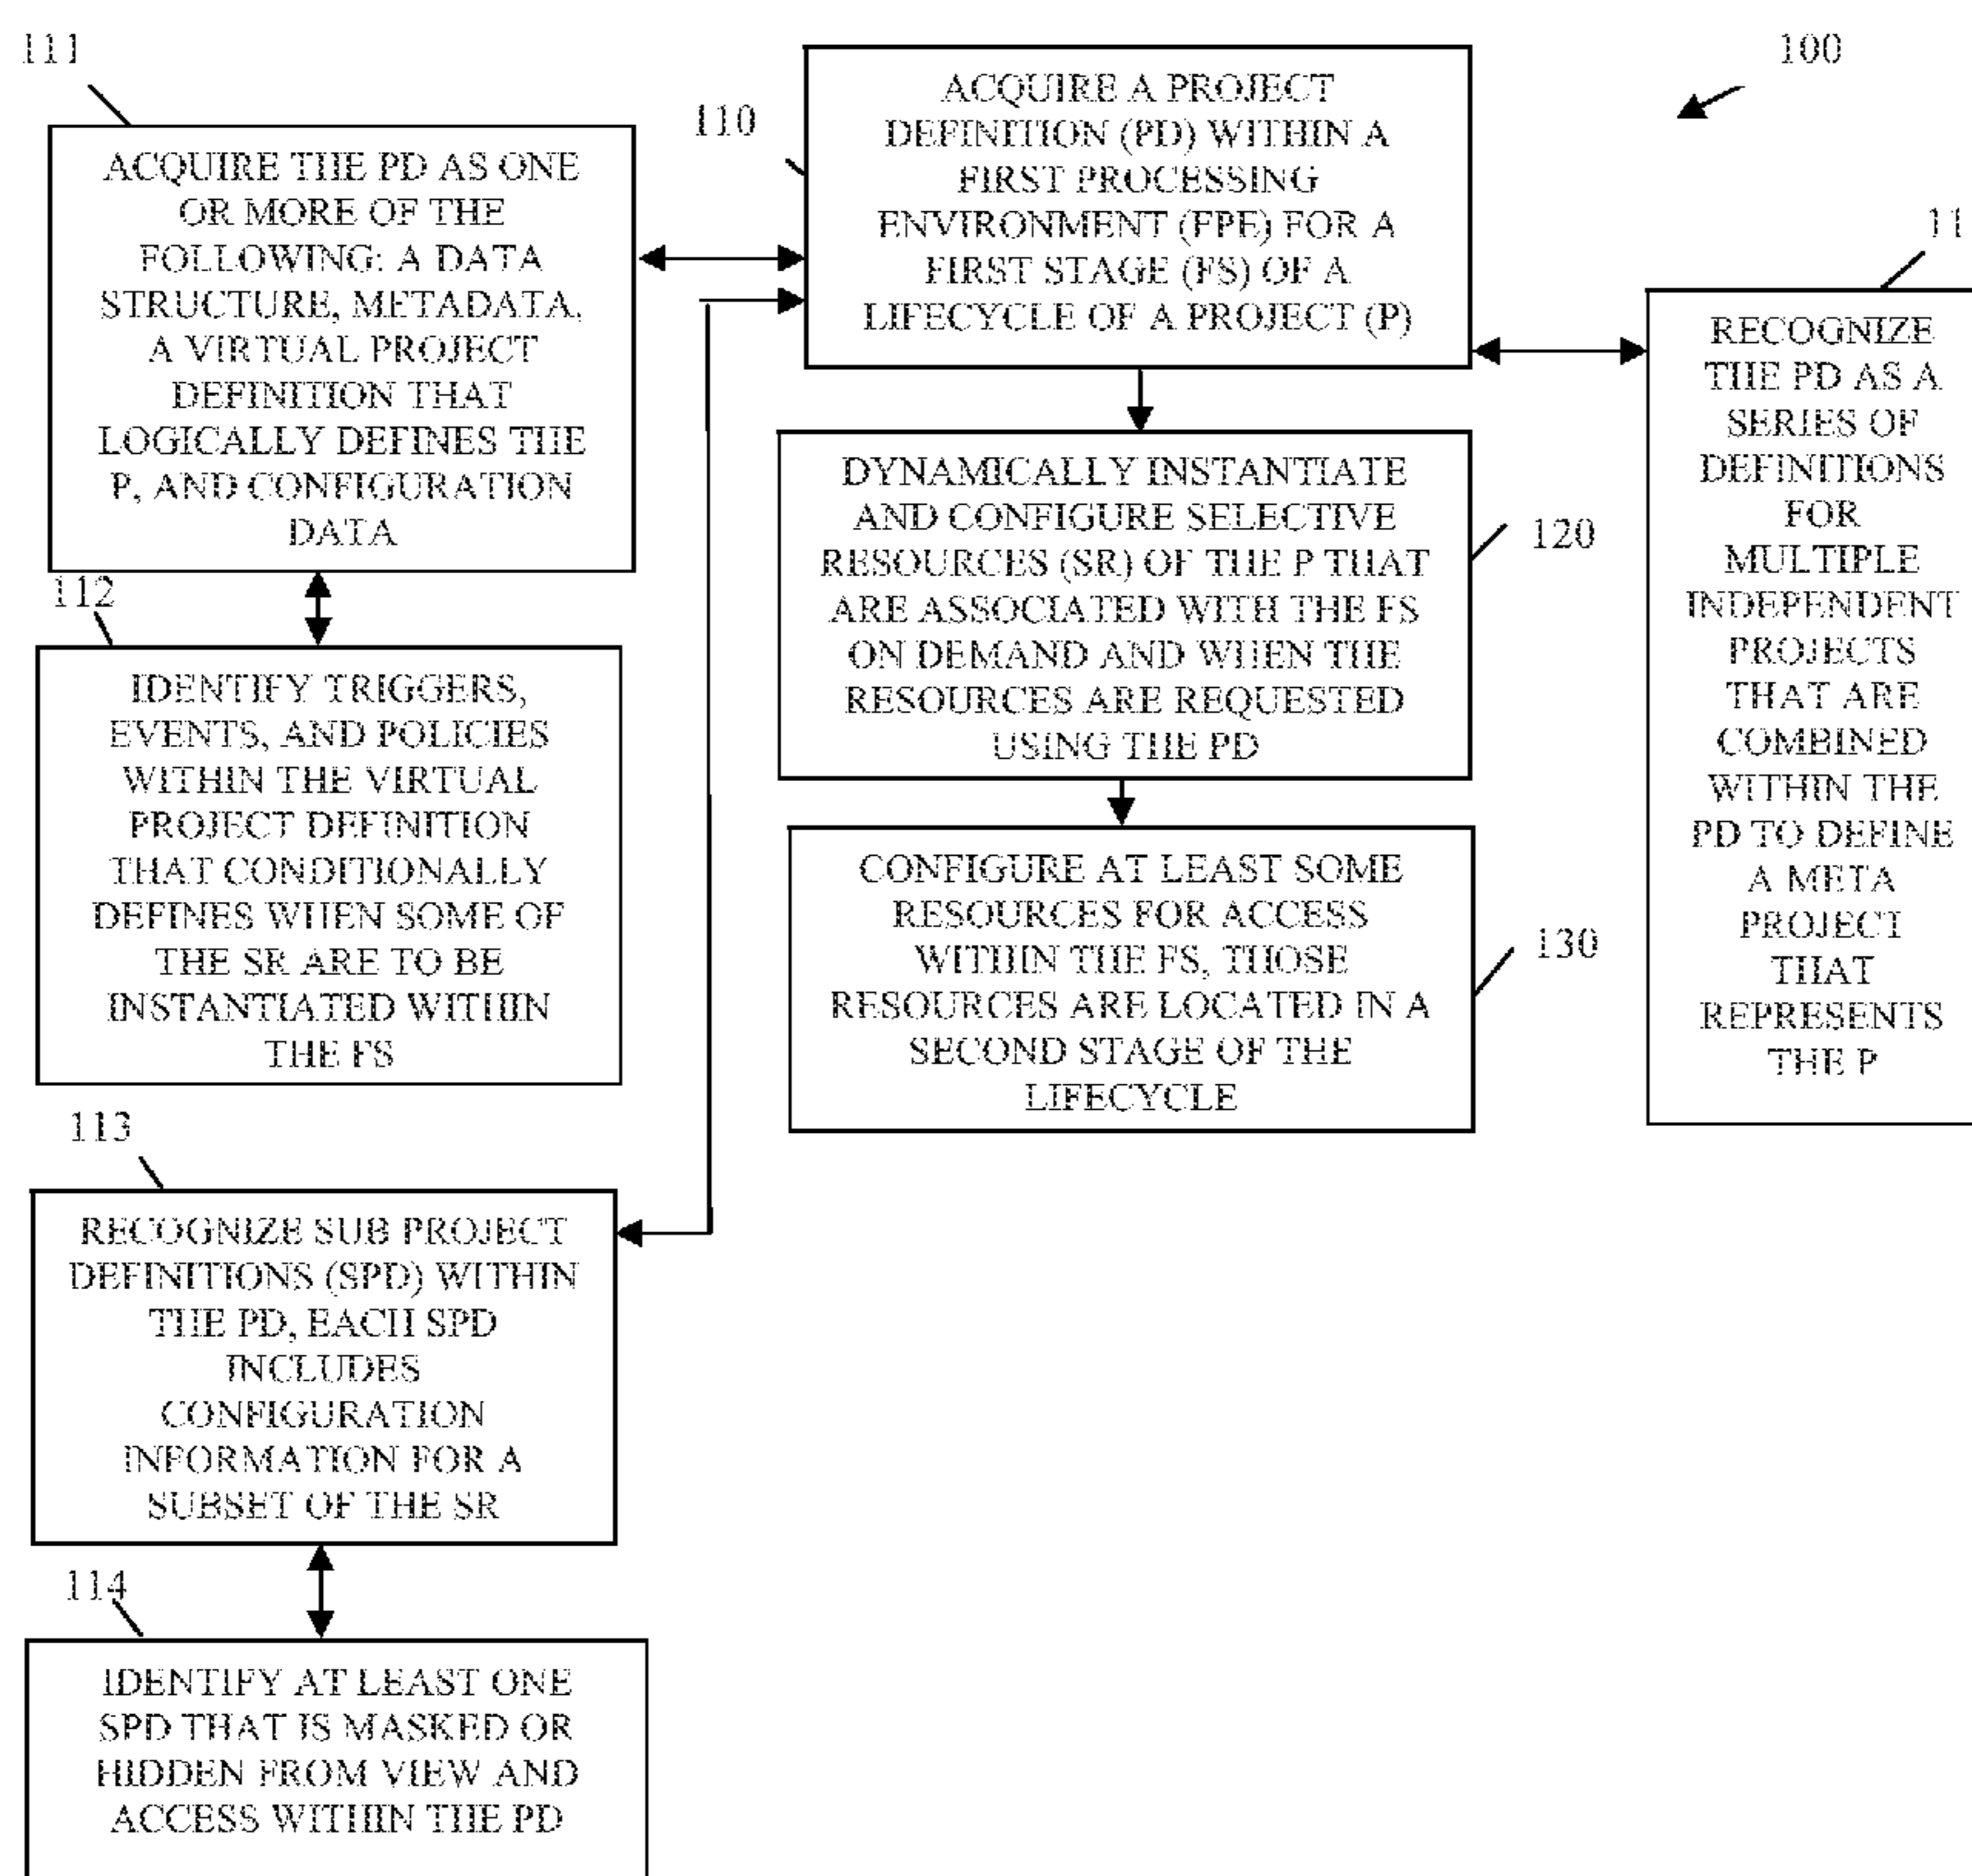 111
ACQUIRE THE PD AS ONE
OR MORE OF THE
FOLLOWING: A DATA
STRUCTURE, METADATA,
A VIRTUAL PROJECT
DEFINITION THAT
LOGICALLY DEFINES THE
P, AND CONFIGURATION
DATA
112
IDENTIFY TRIGGERS,
EVENTS, AND POLICIES
WITHIN THE VIRTUAL
PROJECT DEFINITION
THAT CONDITIONALLY
DEFINES WHEN SOME OF
THE SR ARE TO BE
INSTANTIATED WITHIN
THE FS
113
RECOGNIZE SUB PROJECT
DEFINITIONS (SPD) WITHIN
THE PD, EACH SPD
INCLUDES
CONFIGURATION
INFORMATION FOR A
SUBSET OF THE SR
114
IDENTIFY AT LEAST ONE
SPD THAT IS MASKED OR
HIDDEN FROM VIEW AND
ACCESS WITHIN THE PD
110
ACQUIRE A PROJECT
DEFINITION (PD) WITHIN A
FIRST PROCESSING
ENVIRONMENT (FPE) FOR A
FIRST STAGE (FS) OF A
LIFECYCLE OF A PROJECT (P)
DYNAMICALLY INSTANTIATE
AND CONFIGURE SELECTIVE
RESOURCES (SR) OF THE P THAT
ARE ASSOCIATED WITH THE FS
ON DEMAND AND WHEN THE
RESOURCES ARE REQUESTED
USING THE PD
120
CONFIGURE AT LEAST SOME
RESOURCES FOR ACCESS
WITHIN THE FS, THOSE
RESOURCES ARE LOCATED IN A
SECOND STAGE OF THE
LIFECYCLE
130
100
11
RECOGNIZE
THE PD AS A
SERIES OF
DEFINITIONS
FOR
MULTIPLE
INDEPENDENT
PROJECTS
THAT ARE
COMBINED
WITHIN THE
PD TO DEFINE
A META
PROJECT
THAT
REPRESENTS
THE P